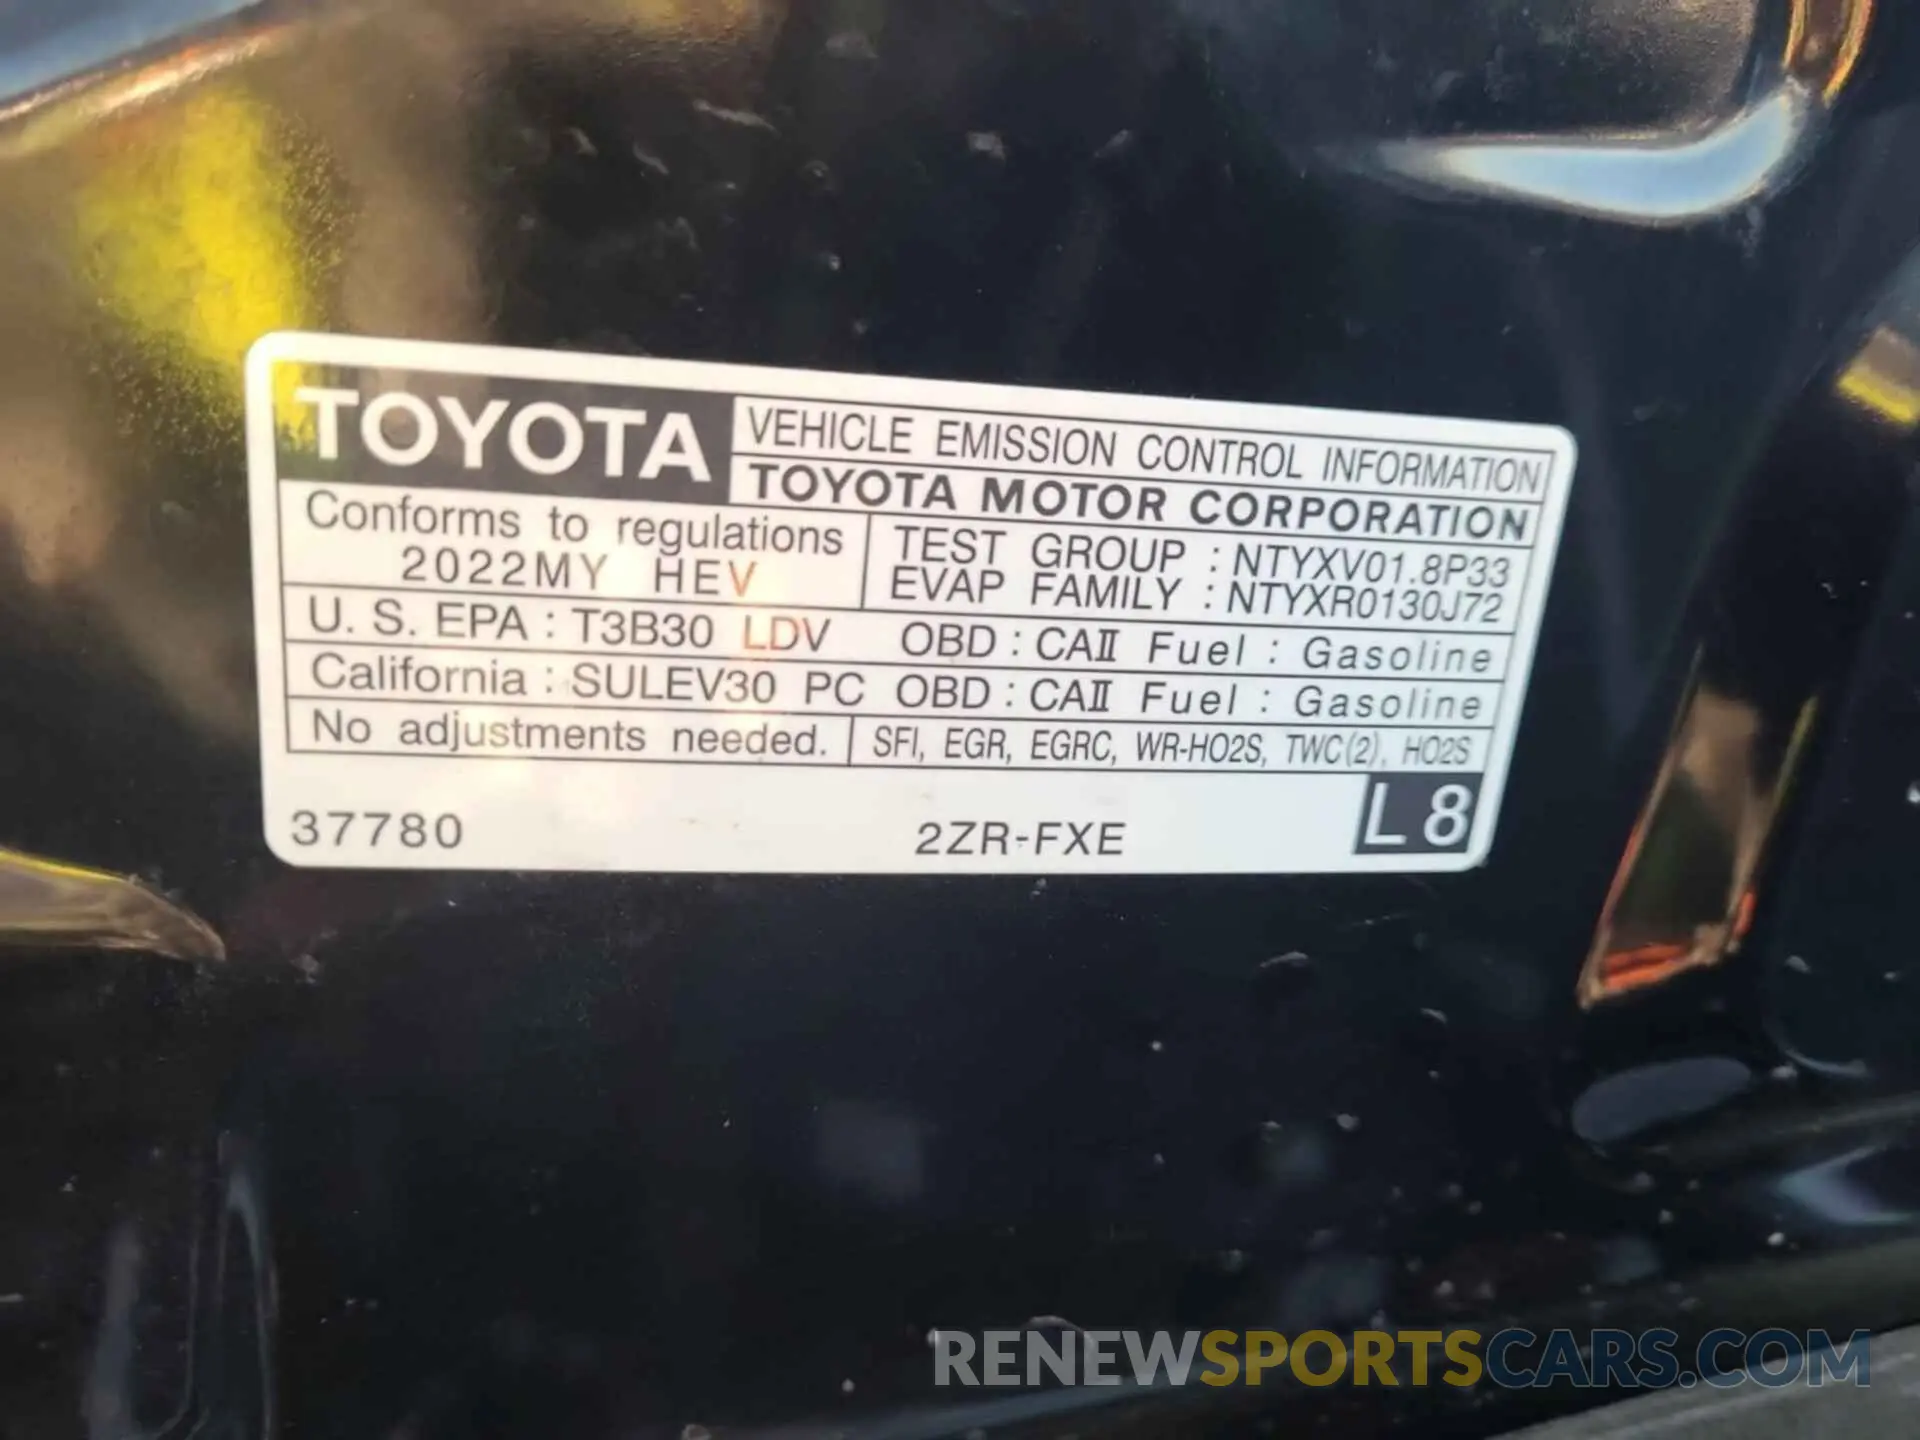 TOYOTA VEHICLE EMISSION CONTROL INFORMATION
TOYOTA MOTOR CORPORATION
Conforms to regulations
2022MY HEV
TEST GROUP : NTYXV01.8P33
EVAP FAMILY : NTYXR0130J72
U. S. EPA : T3B30 LDV OBD : CAⅡ Fuel : Gasoline
California : SULEV30 PC OBD : CAⅡ Fuel : Gasoline
No adjustments needed. SFI, EGR, EGRC, WR-HO2S, TWC(2), HO2S
37780 2ZR-FXE L8
RENEWSPORTSCARS.COM